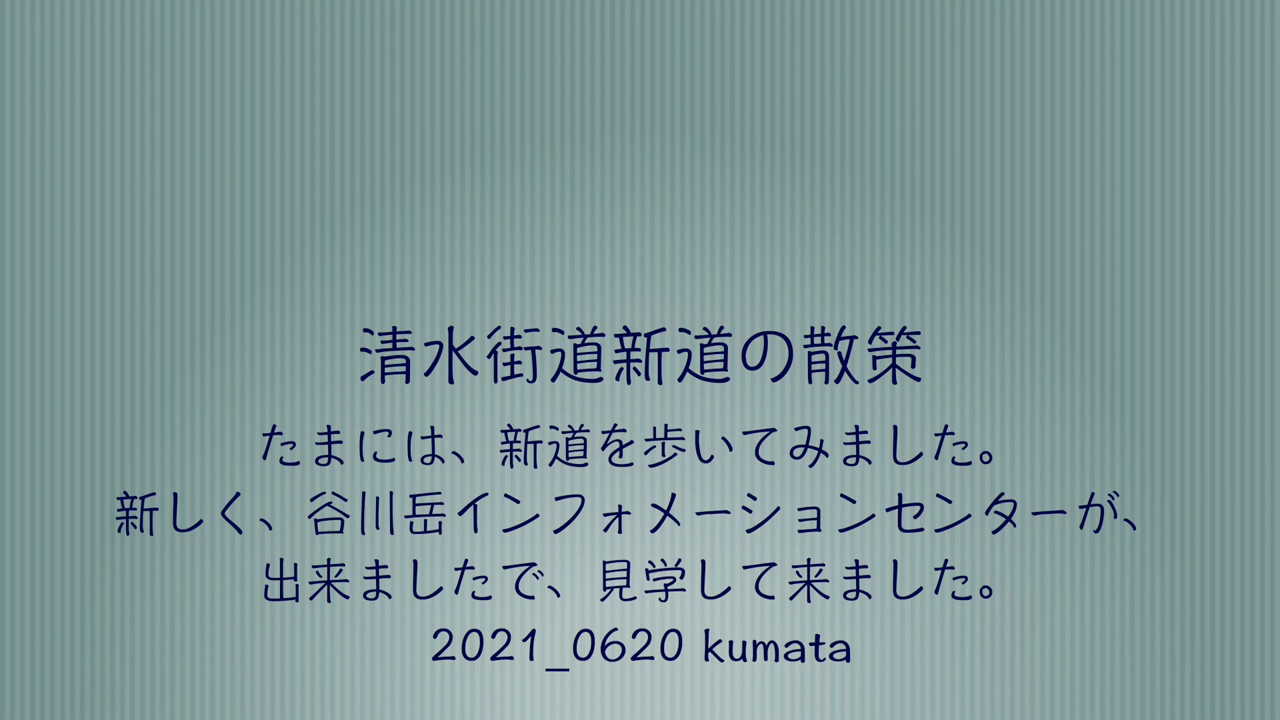 清水街道新道の散策
たまには、新道を歩いてみました。
新しく、谷川岳インフォメーションセンターが、
出来ましたで、見学して来ました。
2021_0620 kumata